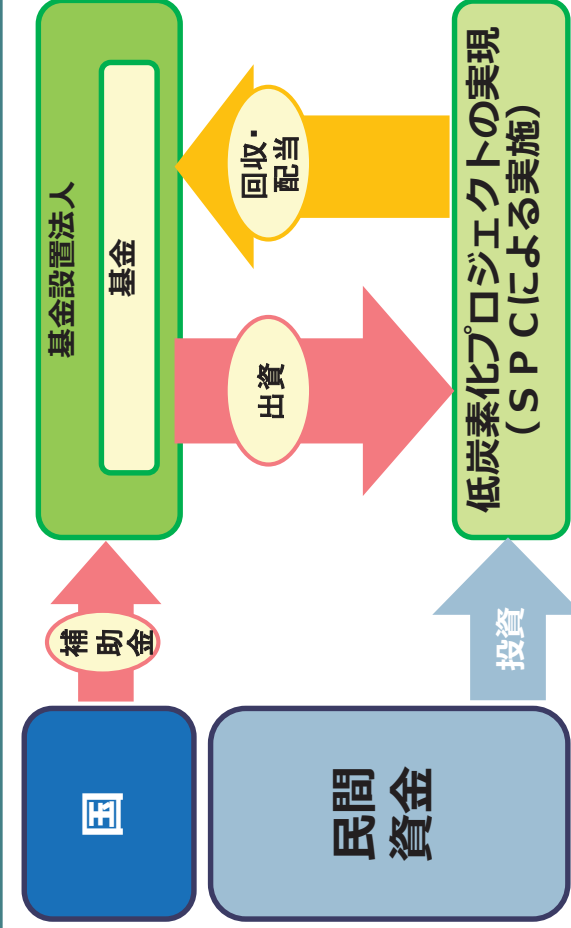 国
補
助
金
基金設置法人
基金
出資
回収・
配当
民間
資金
投資
低炭素化プロジェクトの実現
（ＳＰＣによる実施）